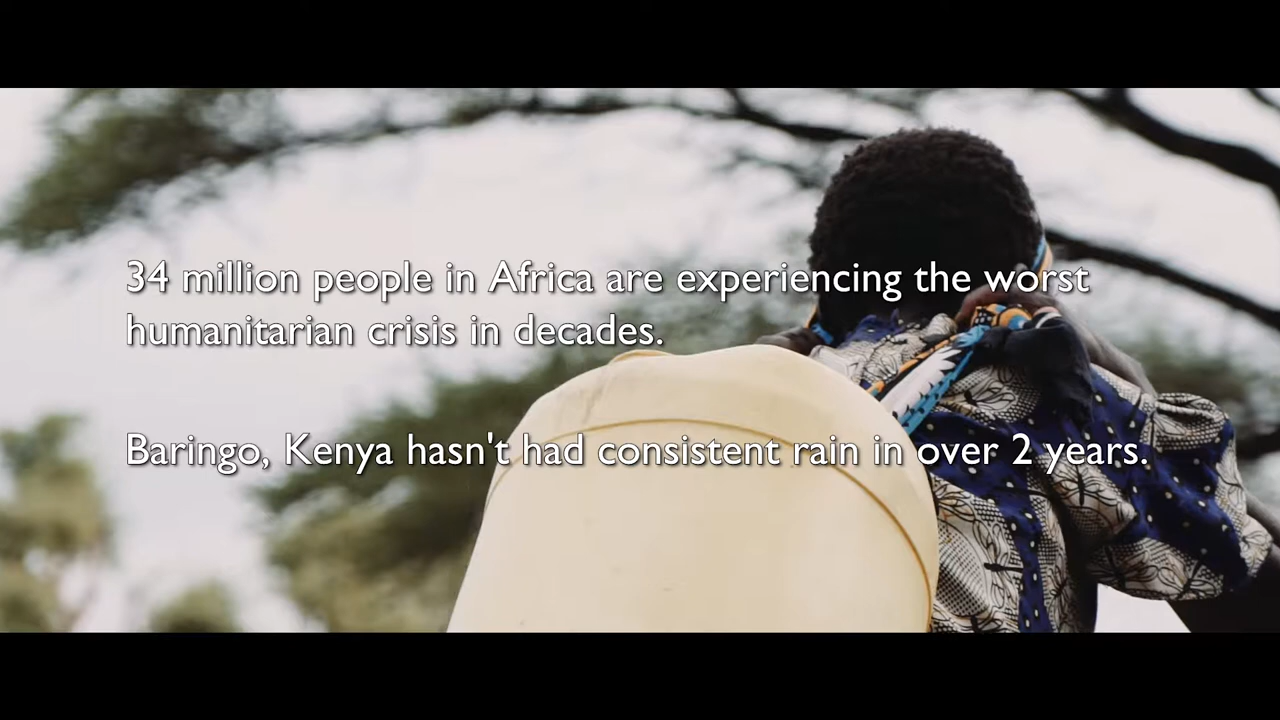 34 million people in Africa are experiencing the worst
humanitarian crisis in decades.
Baringo, Kenya hasn't had consistent rain in over 2 years.